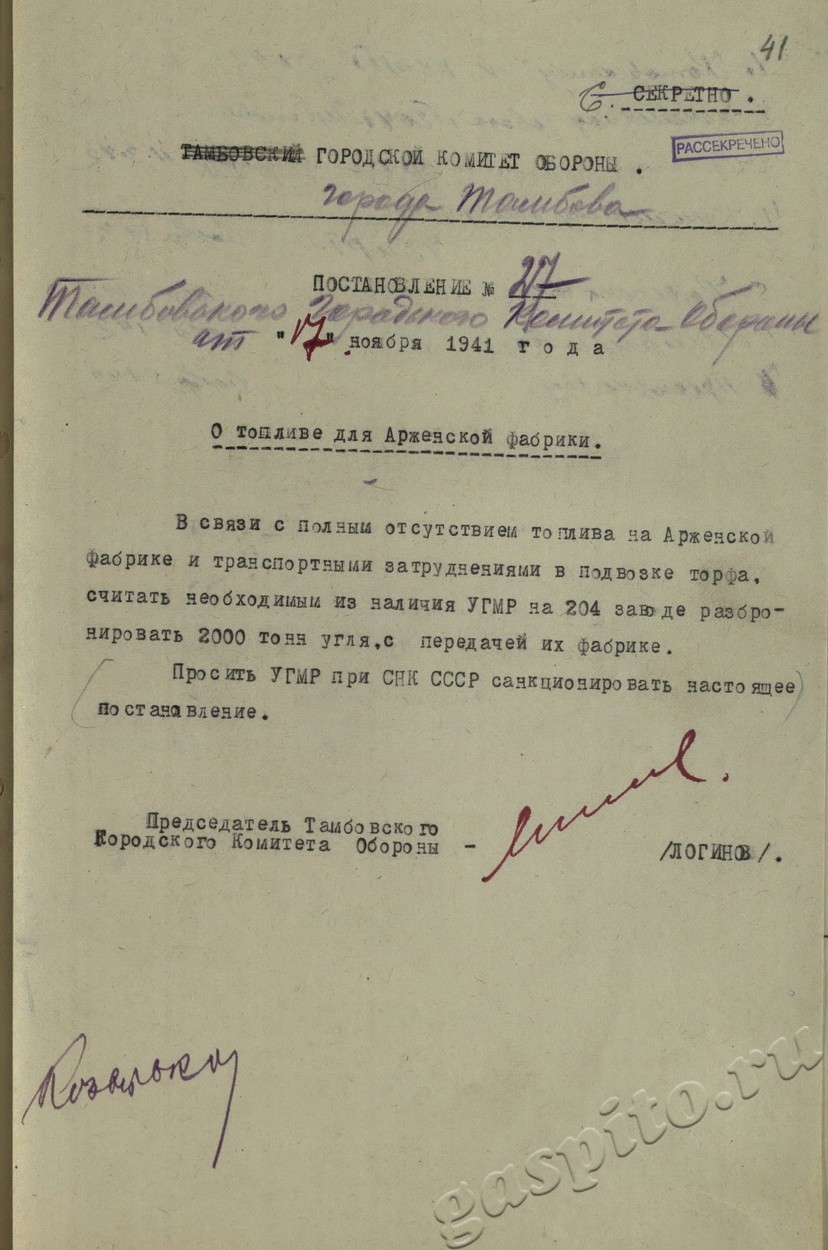 41
С СЕКРЕТНО.
РАССЕКРЕЧЕНО
ТАМБОВСКИЙ ГОРОДСКОЙ КОМИТЕТ ОБОРОНЫ.
города Тамбова
ПОСТАНОВЛЕНИЕ № 27
Тамбовского Городского Комитета Обороны
от "17" ноября 1941 года
О топливе для Арженской фабрики.
В связи с полным отсутствием топлива на Арженской
фабрике и транспортными затруднениями в подвозке торфа,
считать необходимым из наличия УГМР на 204 заводе разбро-
нировать 2000 тонн угля, с передачей их фабрике.
Просить УГМР при СНК СССР санкционировать настоящее
постановление.
Председатель Тамбовского
Городского Комитета Обороны -
/ЛОГИНОВ/.
gaspito.ru